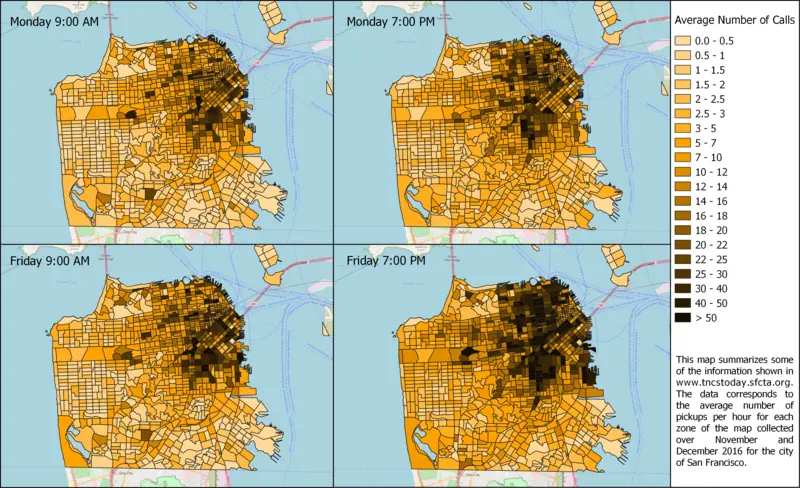 Monday 9:00 AM
Monday 7:00 PM
Friday 9:00 AM
Friday 7:00 PM
Average Number of Calls
0.0 - 0.5
0.5 - 1
1 - 1.5
1.5 - 2
2 - 2.5
2.5 - 3
3 - 5
5 - 7
7 - 10
10 - 12
12 - 14
14 - 16
16 - 18
18 - 20
20 - 22
22 - 25
25 - 30
30 - 40
40 - 50
> 50
This map summarizes some
of the information shown in
www.tncstoday.sfcta.org.
The data corresponds to
the average number of
pickups per hour for each
zone of the map collected
over November and
December 2016 for the city
of San Francisco.